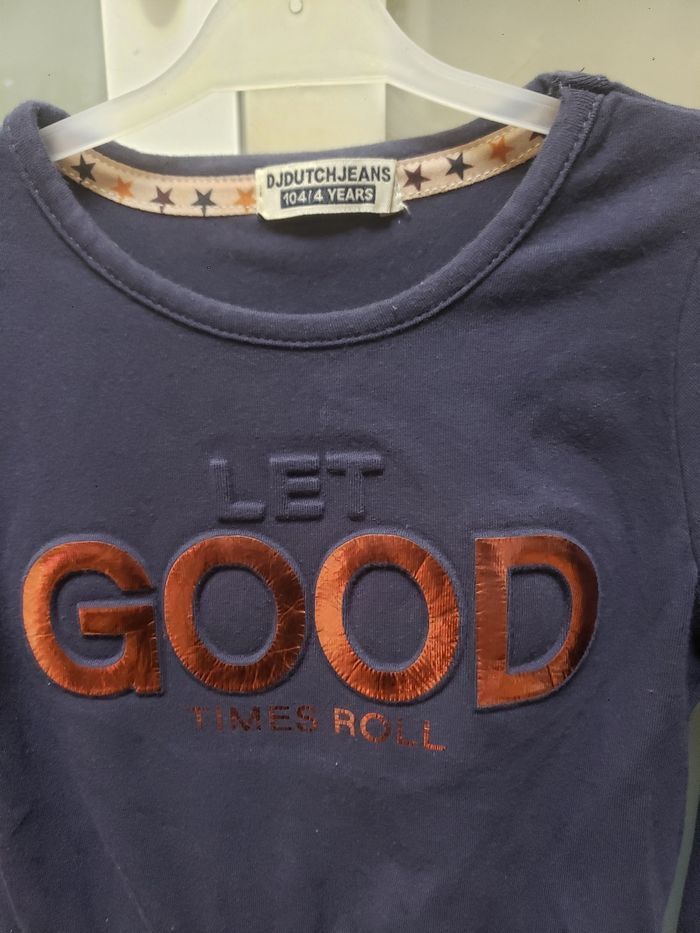 DJDUTCHJEANS
104/4 YEARS
LET
GOOD
TIMES ROLL